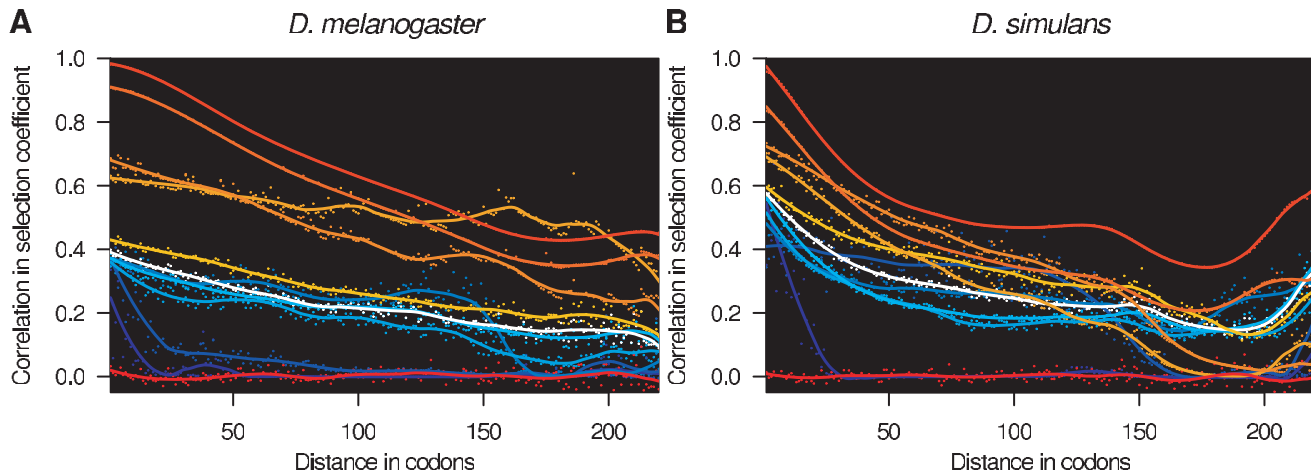 A
D. melanogaster
Correlation in selection coefficient
1.0
0.8
0.6
0.4
0.2
0.0
50
100
150
200
Distance in codons
B
D. simulans
Correlation in selection coefficient
1.0
0.8
0.6
0.4
0.2
0.0
50
100
150
200
Distance in codons